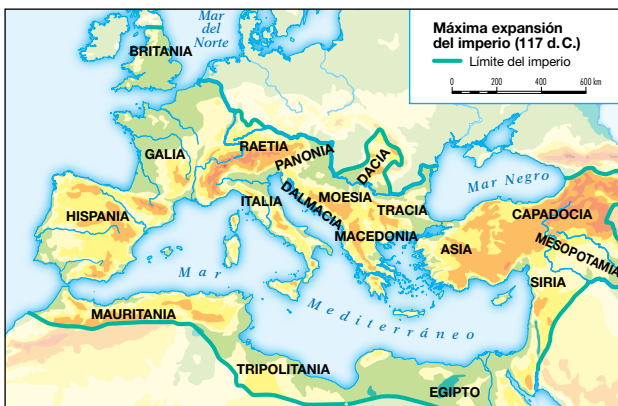 Mar
del
Norte
BRITANIA
Máxima expansión
del imperio (117 d. C.)
Límite del imperio
0 200 400 600 km
GALIA
RAETIA
PANONIA
DACIA
Mar Negro
HISPANIA
ITALIA
DALMACIA
MOESIA
TRACIA
MACEDONIA
CAPADOCIA
ASIA
MESOPOTAMIA
SIRIA
Mar
Mediterráneo
MAURITANIA
TRIPOLITANIA
EGIPTO